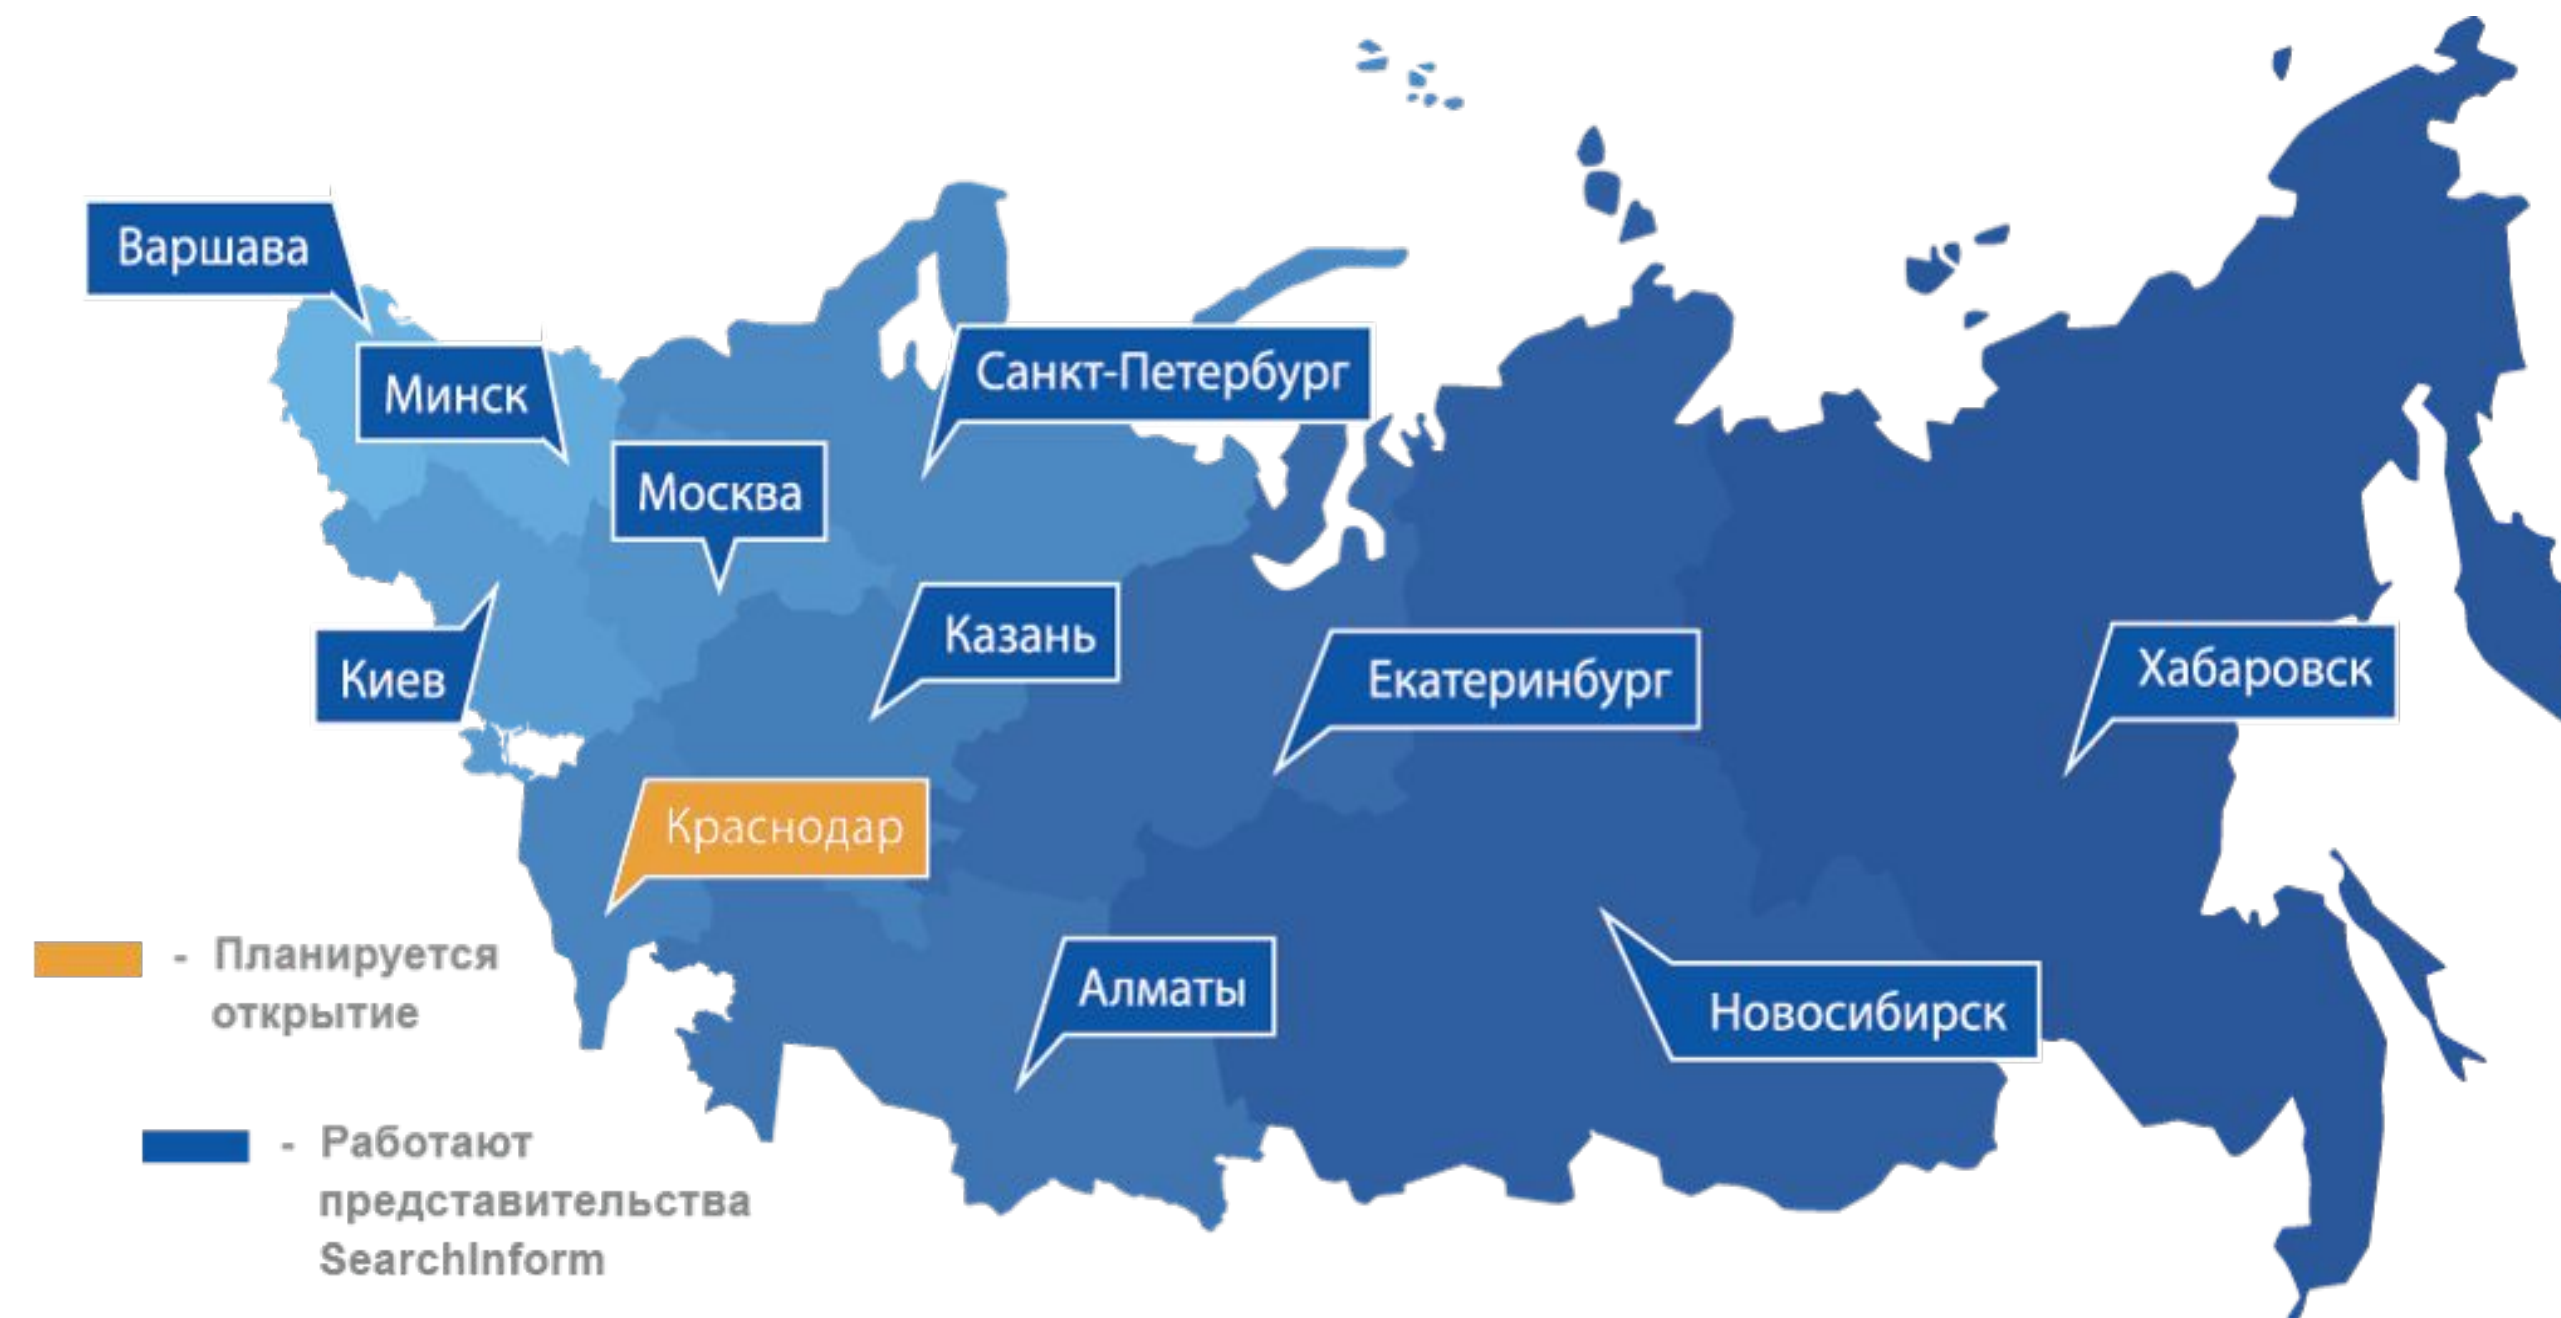 Варшава
Минск
Санкт-Петербург
Москва
Казань
Киев
Екатеринбург
Хабаровск
Краснодар
Алматы
Новосибирск
- Планируется
открытие
- Работают
представительства
SearchInform